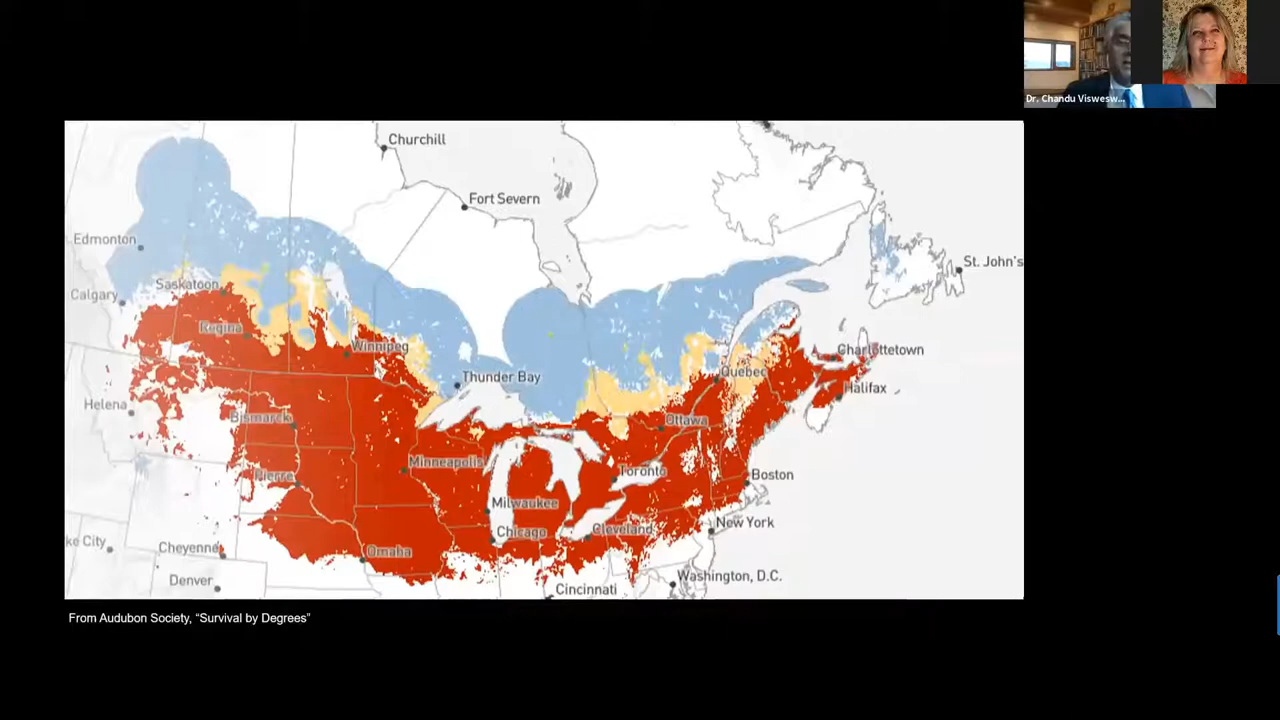 Dr. Chandu Viswesw...
Churchill
Fort Severn
Edmonton
St. John's
Saskatoon
Calgary
Regina
Winnipeg
Charlottetown
Thunder Bay
Quebec
Halifax
Helena
Bismarck
Ottawa
Minneapolis
Toronto
Pierre
Boston
Milwaukee
New York
Chicago
Cleveland
ke City
Cheyenne
Omaha
Denver
Cincinnati
Washington, D.C.
From Audubon Society, “Survival by Degrees”